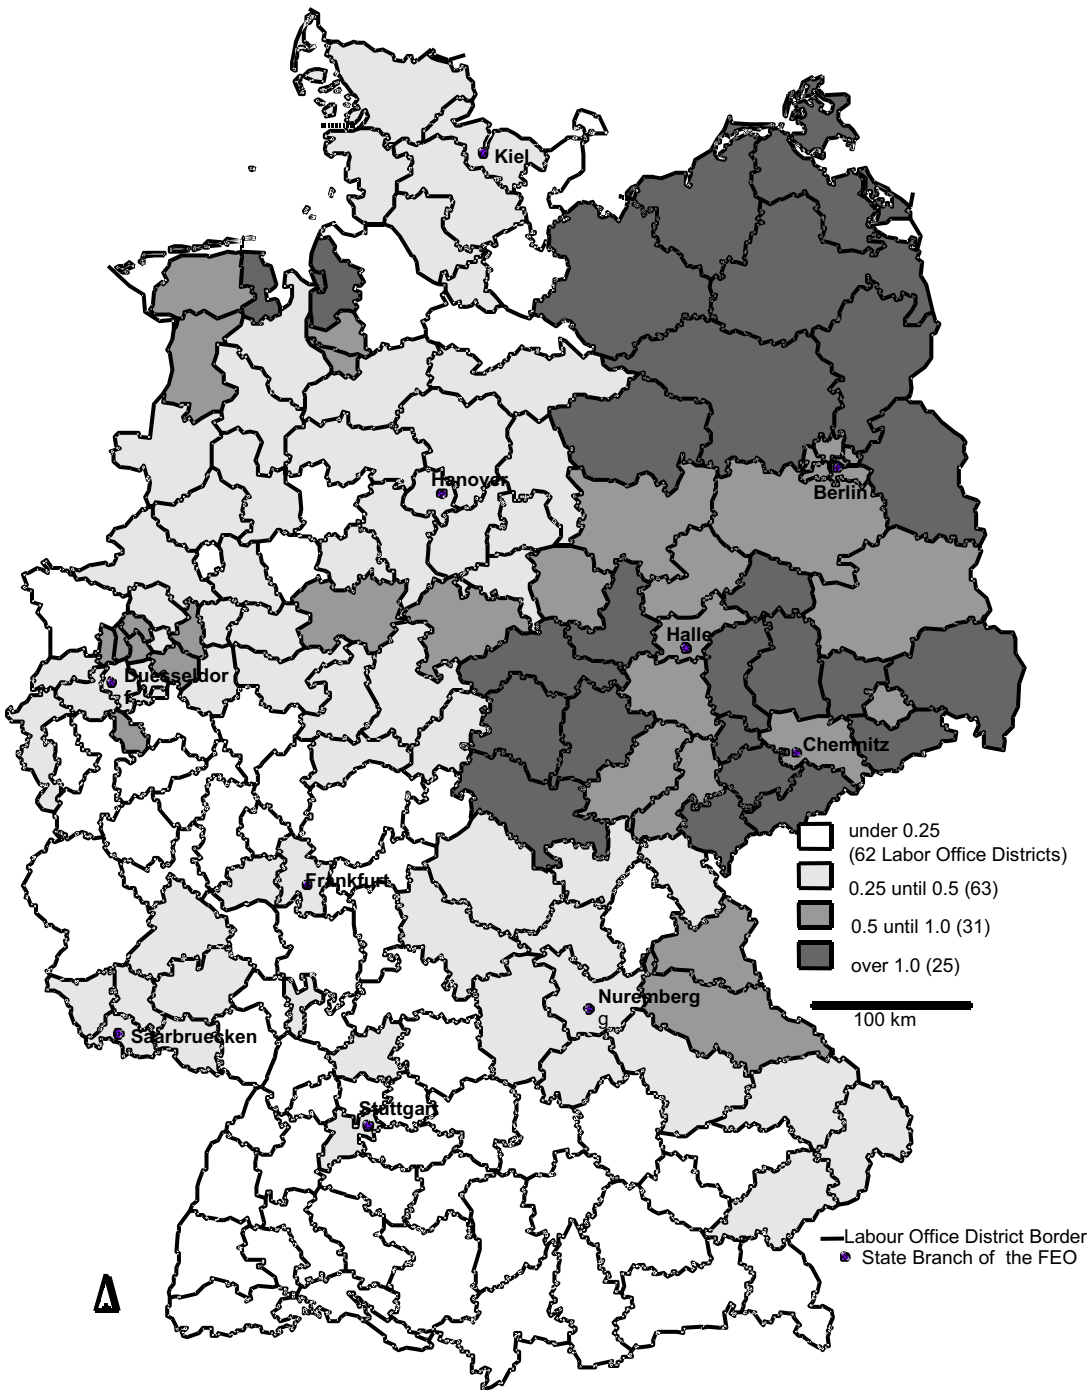 Kiel
Hanover
Berlin
Halle
Duesseldor
f
Chemnitz
under 0.25
(62 Labor Office Districts)
0.25 until 0.5 (63)
Frankfurt
0.5 until 1.0 (31)
over 1.0 (25)
Nuremberg
g
100 km
Saarbruecken
Stuttgart
Labour Office District Border
State Branch of the FEO